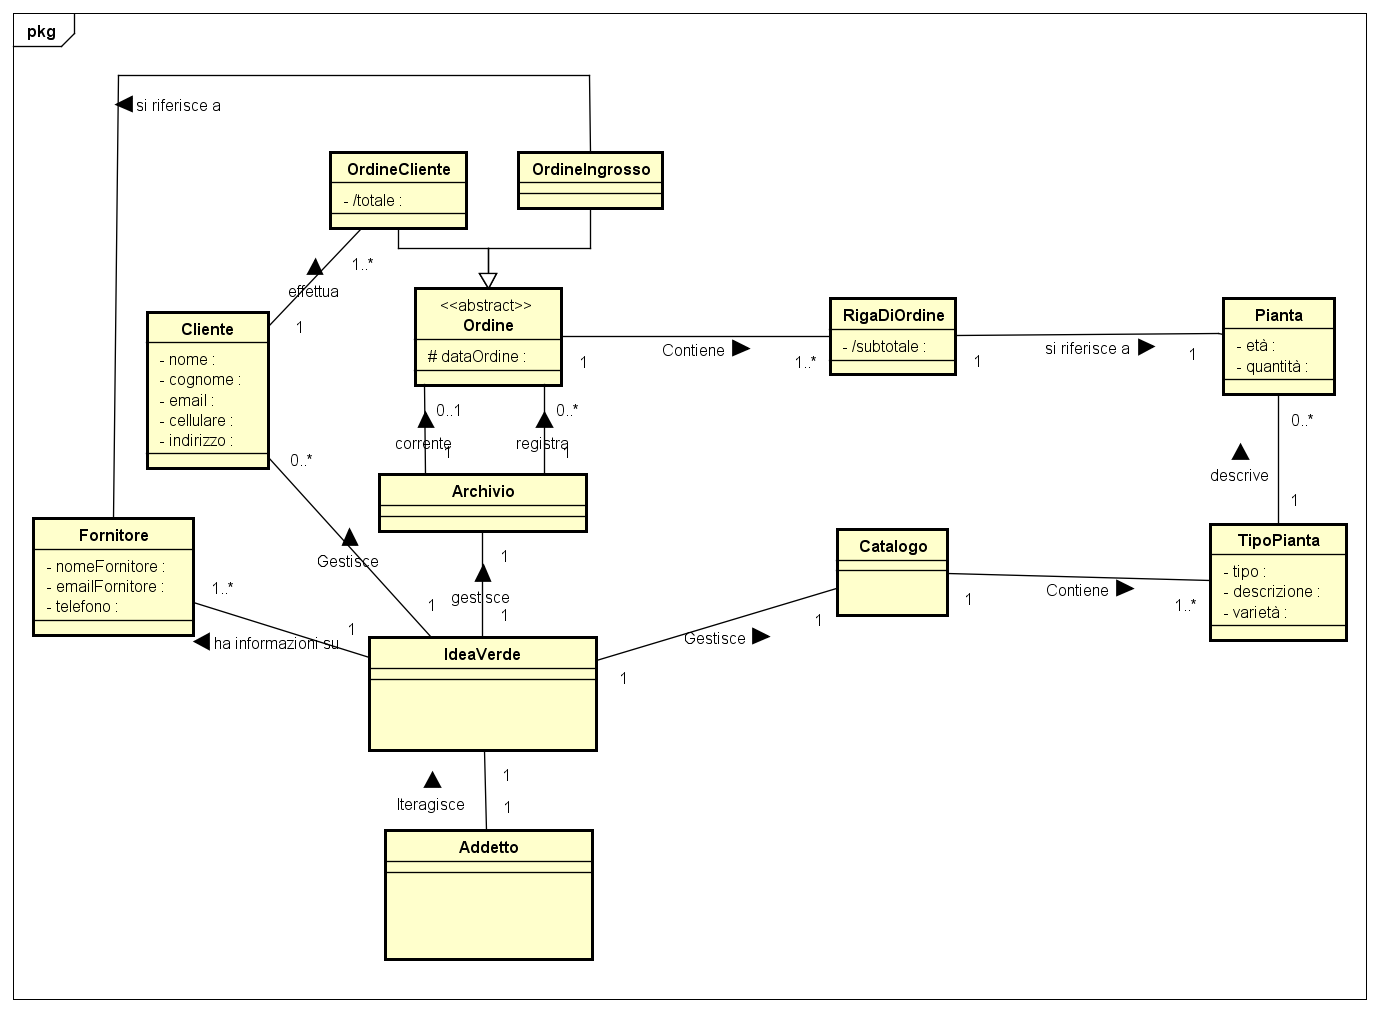 pkg
si riferisce a
OrdineCliente
- /totale :
OrdineIngrosso
effettua
1..*
1
<<abstract>>
Ordine
# dataOrdine :
Contiene
1
1..*
RigaDiOrdine
- /subtotale :
si riferisce a
1
1
Pianta
- età :
- quantità :
Cliente
- nome :
- cognome :
- email :
- cellulare :
- indirizzo :
0..1
corrente
1
0..*
registra
1
0..*
descrive
1
Archivio
0..*
Gestisce
1
Fornitore
- nomeFornitore :
- emailFornitore :
- telefono :
1..*
1
ha informazioni su
1
gestisce
1
Catalogo
Contiene
1
1..*
TipoPianta
- tipo :
- descrizione :
- varietà :
IdeaVerde
Gestisce
1
1
1
Iteragisce
1
Addetto